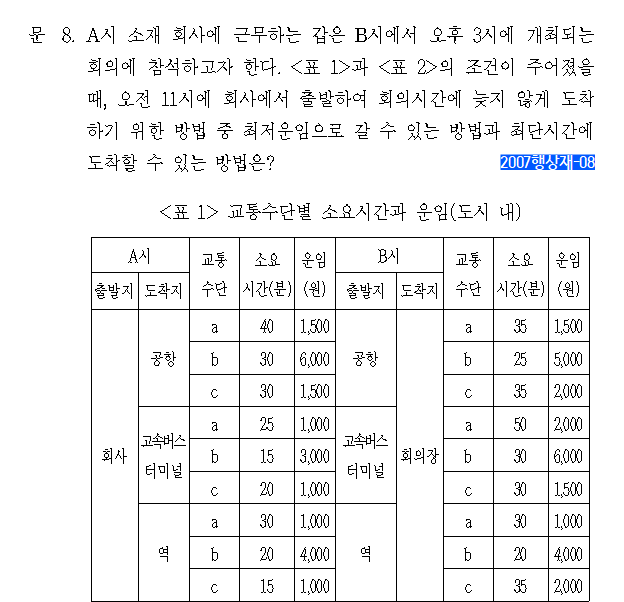 문 8. A시 소재 회사에 근무하는 갑은 B시에서 오후 3시에 개최되는
회의에 참석하고자 한다. <표 1>과 <표 2>의 조건이 주어졌을
때, 오전 11시에 회사에서 출발하여 회의시간에 늦지 않게 도착
하기 위한 방법 중 최저운임으로 갈 수 있는 방법과 최단시간에
도착할 수 있는 방법은? 2007행상재-08
<표 1> 교통수단별 소요시간과 운임(도시 내)
A시 교통 소요 운임 B시 교통 소요 운임
출발지 도착지 수단 시간(분) (원) 출발지 도착지 수단 시간(분) (원)
회사 공항 a 40 1,500 공항 회의장 a 35 1,500
b 30 6,000 b 25 5,000
c 30 1,500 c 35 2,000
고속버스 터미널 a 25 1,000 고속버스 터미널 a 50 2,000
b 15 3,000 b 30 6,000
c 20 1,000 c 30 1,500
역 a 30 1,000 역 a 30 1,000
b 20 4,000 b 20 4,000
c 15 1,000 c 35 2,000